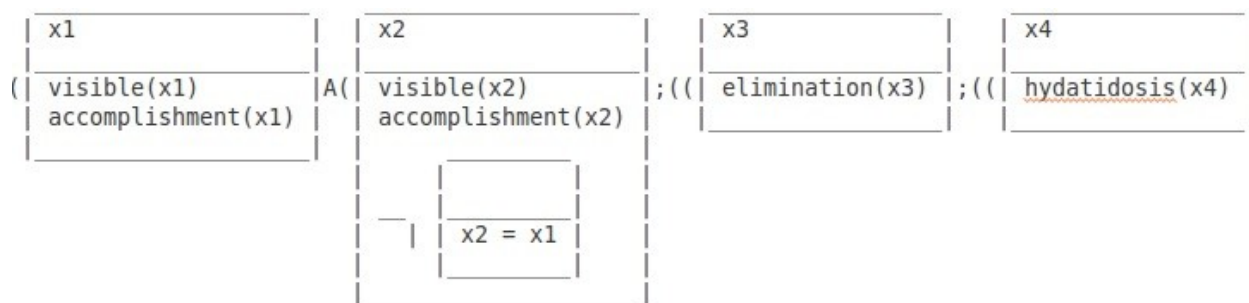 x1 x2 x3 x4
(| visible(x1) |A(| visible(x2) |;((| elimination(x3) |;((| hydatidosis(x4)
accomplishment(x1) accomplishment(x2)
x2 = x1